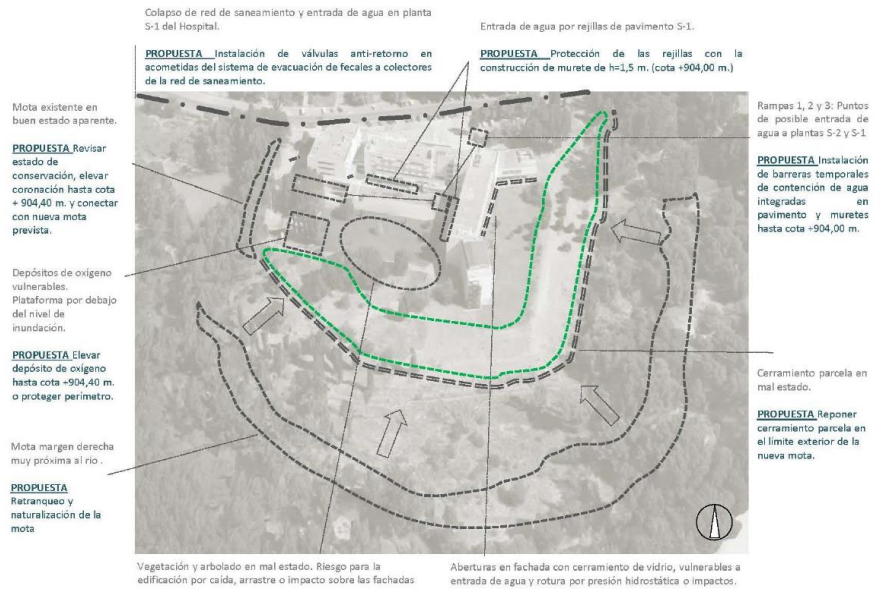 Colapso de red de saneamiento y entrada de agua en planta
S-1 del Hospital.
PROPUESTA Instalación de válvulas anti-retorno en
acometidas del sistema de evacuación de fecales a colectores
de la red de saneamiento.
Entrada de agua por rejillas de pavimento S-1.
PROPUESTA Protección de las rejillas con la
construcción de murete de h=1,5 m. (cota +904,00 m.)
Mota existente en
buen estado aparente.
PROPUESTA Revisar
estado de
conservación, elevar
coronación hasta cota
+ 904,40 m. y conectar
con nueva mota
prevista.
Depósitos de oxigeno
vulnerables.
Plataforma por debajo
del nivel de
inundación.
PROPUESTA Elevar
depósito de oxígeno
hasta cota +904,40 m.
o proteger perímetro.
Mota margen derecha
muy próxima al río .
PROPUESTA
Retranqueo y
naturalización de la
mota
Rampas 1, 2 y 3: Puntos
de posible entrada de
agua a plantas S-2 y S-1
PROPUESTA Instalación
de barreras temporales
de contención de agua
integradas en
pavimento y muretes
hasta cota +904,00 m.
Cerramiento parcela en
mal estado.
PROPUESTA Reponer
cerramiento parcela en
el límite exterior de la
nueva mota.
Vegetación y arbolado en mal estado. Riesgo para la
edificación por caída, arrastre o impacto sobre las fachadas
Aberturas en fachada con cerramiento de vidrio, vulnerables a
entrada de agua y rotura por presión hidrostática o impactos.